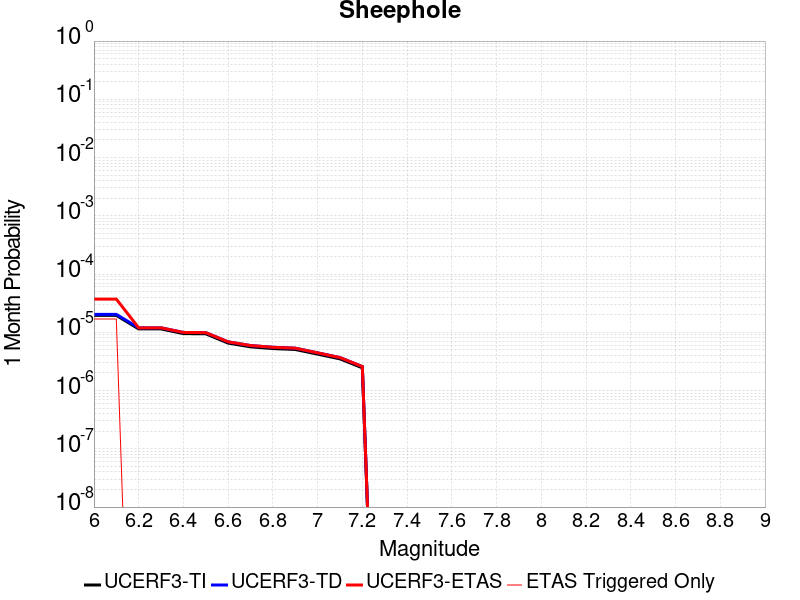 Sheephole
10^0
10^-1
10^-2
10^-3
10^-4
10^-5
10^-6
10^-7
10^-8
1 Month Probability
6 6.2 6.4 6.6 6.8 7 7.2 7.4 7.6 7.8 8 8.2 8.4 8.6 8.8 9
Magnitude
UCERF3-TI UCERF3-TD UCERF3-ETAS ETAS Triggered Only